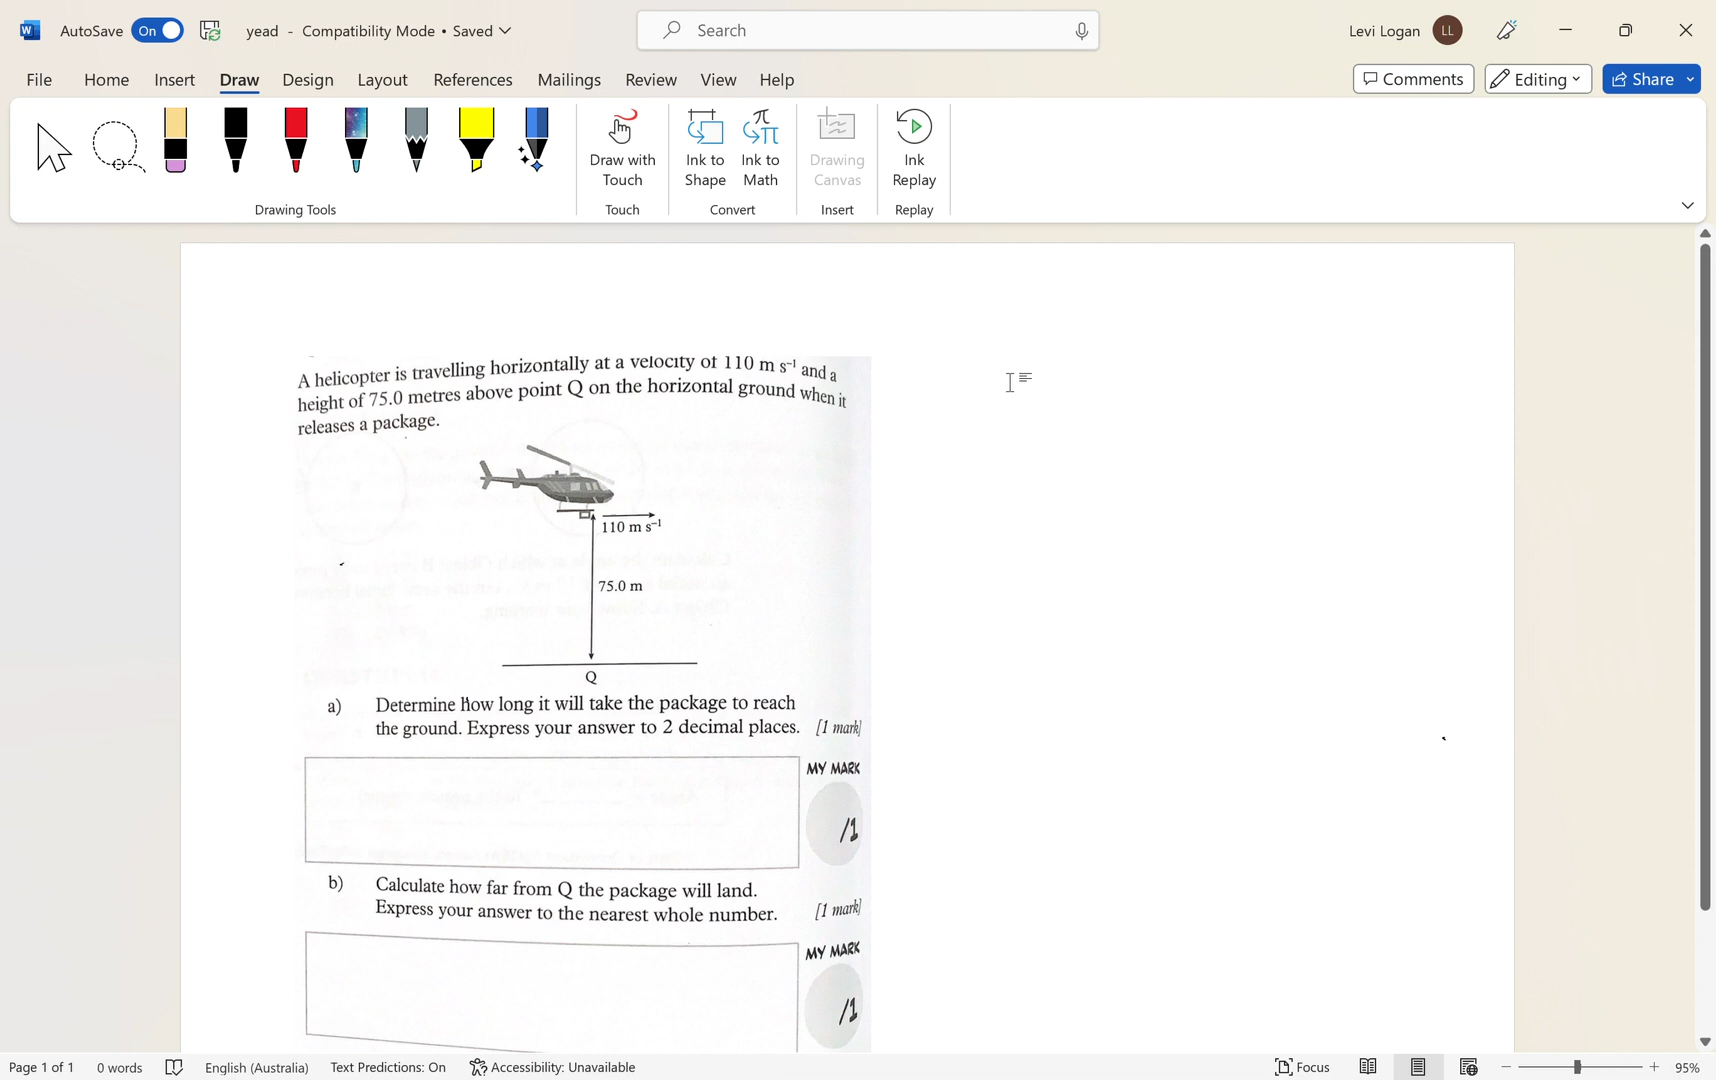 AutoSave On yead - Compatibility Mode • Saved Search Levi Logan LL
File Home Insert Draw Design Layout References Mailings Review View Help Comments Editing Share
Draw with Touch
Ink to Shape
Ink to Math
Drawing Canvas
Ink Replay
Drawing Tools Touch Convert Insert Replay
A helicopter is travelling horizontally at a velocity of 110 m s⁻¹ and a
height of 75.0 metres above point Q on the horizontal ground when it
releases a package.
110 m s⁻¹
75.0 m
Q
a) Determine how long it will take the package to reach
the ground. Express your answer to 2 decimal places. [1 mark]
MY MARK
/1
b) Calculate how far from Q the package will land.
Express your answer to the nearest whole number. [1 mark]
MY MARK
/1
Page 1 of 1 0 words English (Australia) Text Predictions: On Accessibility: Unavailable Focus 95%